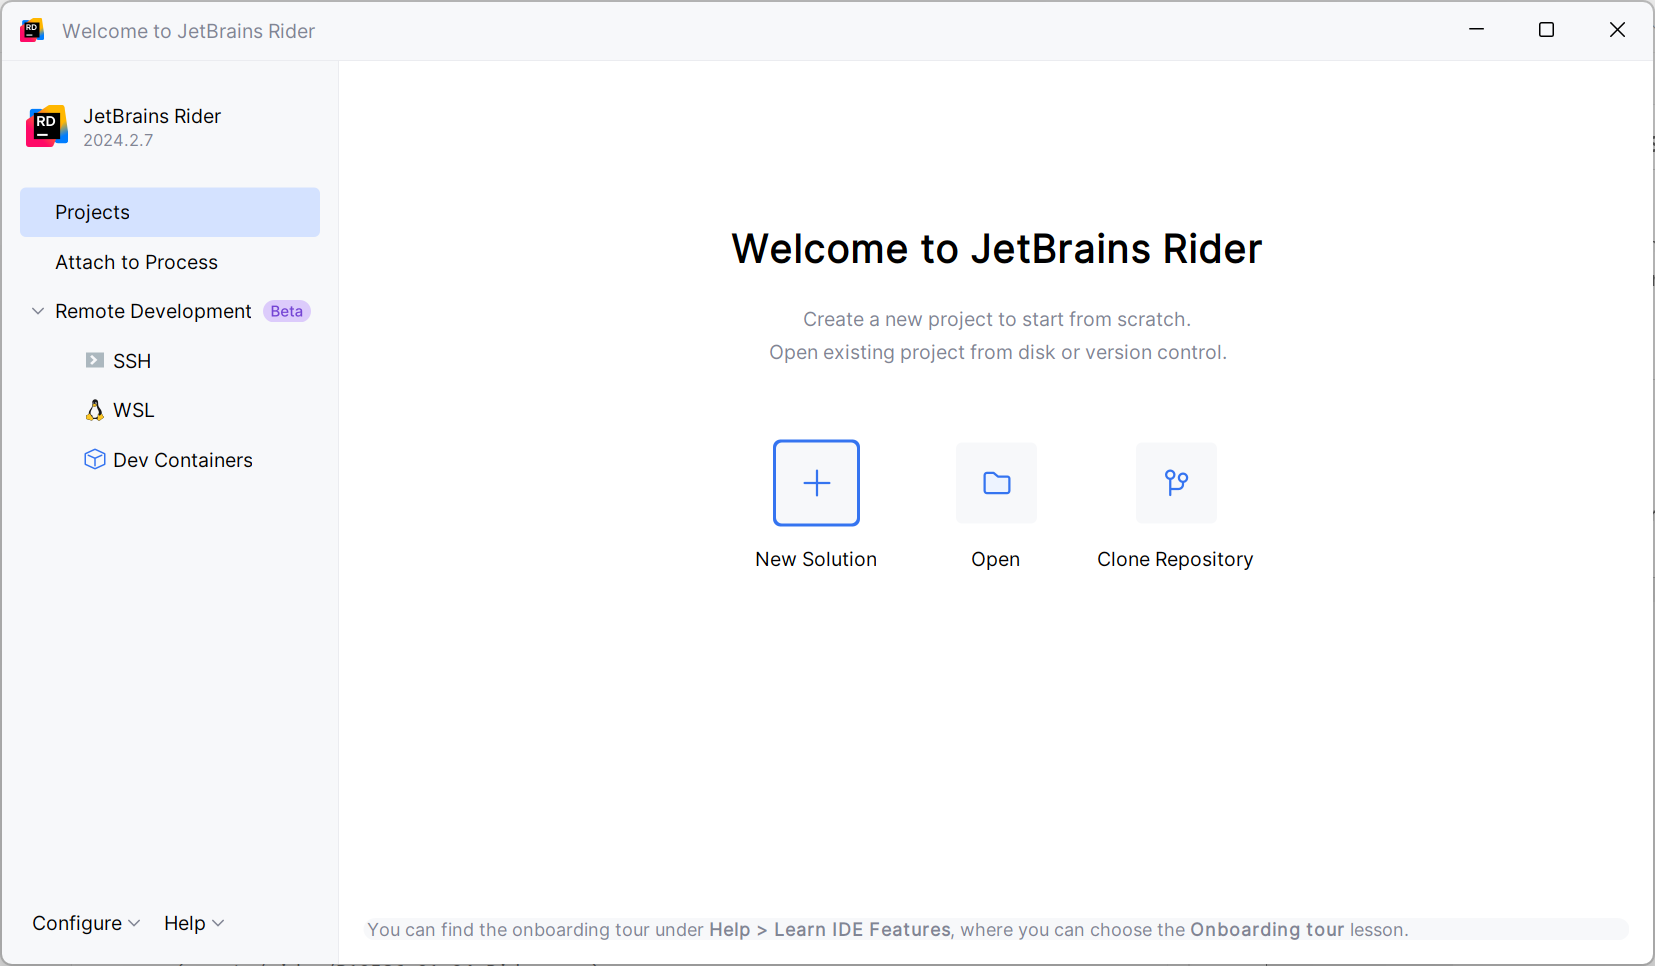 Welcome to JetBrains Rider
JetBrains Rider
2024.2.7
Projects
Attach to Process
Remote Development Beta
SSH
WSL
Dev Containers
Configure Help
Welcome to JetBrains Rider
Create a new project to start from scratch.
Open existing project from disk or version control.
New Solution Open Clone Repository
You can find the onboarding tour under Help > Learn IDE Features, where you can choose the Onboarding tour lesson.